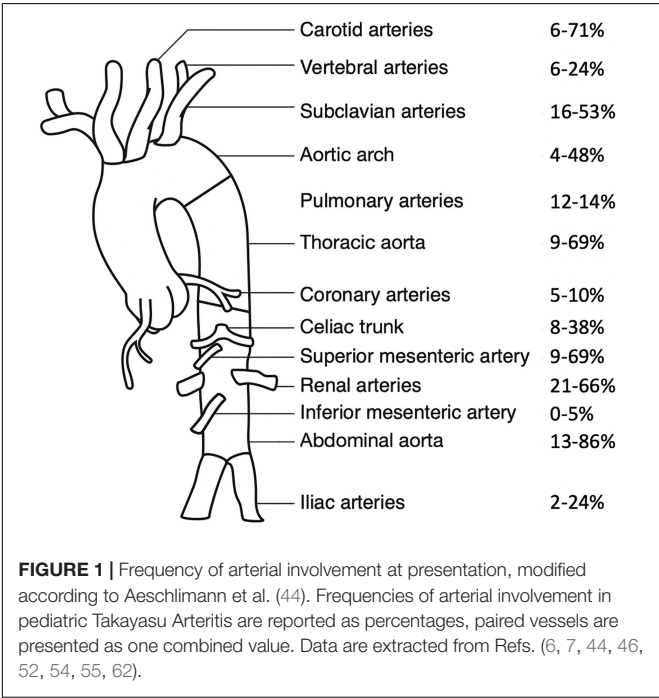 Carotid arteries 6-71%
Vertebral arteries 6-24%
Subclavian arteries 16-53%
Aortic arch 4-48%
Pulmonary arteries 12-14%
Thoracic aorta 9-69%
Coronary arteries 5-10%
Celiac trunk 8-38%
Superior mesenteric artery 9-69%
Renal arteries 21-66%
Inferior mesenteric artery 0-5%
Abdominal aorta 13-86%
Iliac arteries 2-24%
FIGURE 1 | Frequency of arterial involvement at presentation, modified
according to Aeschlimann et al. (44). Frequencies of arterial involvement in
pediatric Takayasu Arteritis are reported as percentages, paired vessels are
presented as one combined value. Data are extracted from Refs. (6, 7, 44, 46,
52, 54, 55, 62).